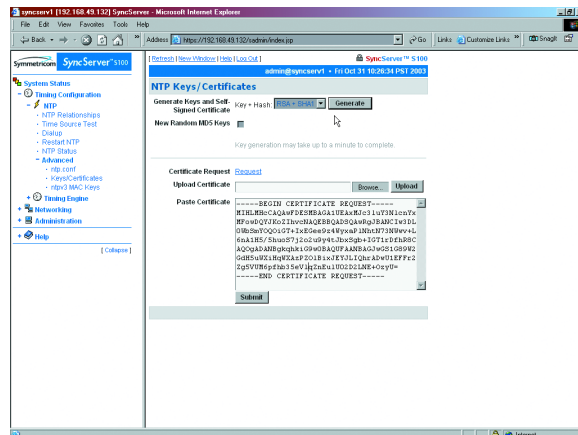 syncserv1 [192.168.49.132] SyncServer - Microsoft Internet Explorer
File Edit View Favorites Tools Help
Back Address https://192.168.49.132/sadmin/index.jsp Go Links Customize Links SnagIt
Symmetricom SyncServer™ S100
[ Refresh | New Window | Help | Log Out ] SyncServer™ S100
admin@syncserv1 • Fri Oct 31 10:26:34 PST 2003
System Status
Timing Configuration
NTP
NTP Relationships
Time Source Test
Dialup
Restart NTP
NTP Status
Advanced
ntp.conf
Keys/Certificates
ntpv3 MAC Keys
Timing Engine
Networking
Administration
Help
[ Collapse ]
NTP Keys/Certificates
Generate Keys and Self-Signed Certificate Key + Hash: RSA + SHA1 Generate
New Random MD5 Keys
Key generation may take up to a minute to complete.
Certificate Request Request
Upload Certificate Browse... Upload
Paste Certificate
-----BEGIN CERTIFICATE REQUEST-----
-----END CERTIFICATE REQUEST-----
Submit
Internet